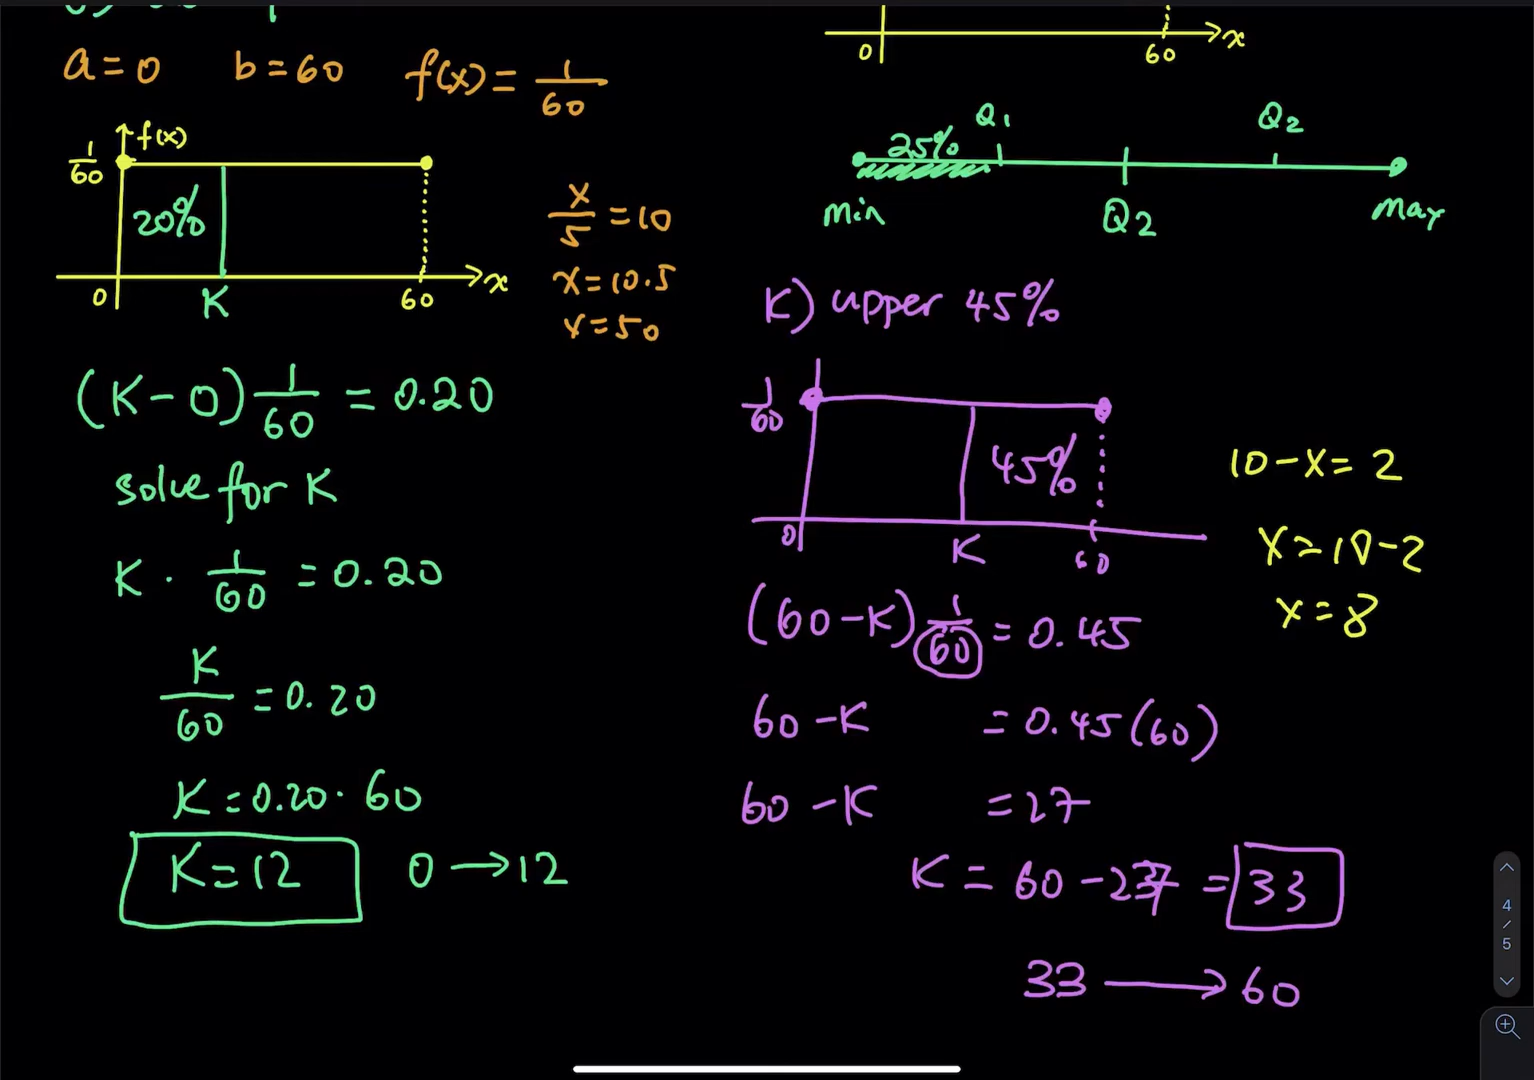 a=0 b=60 f(x)= 1/60
f(x)
1/60
20%
0 K 60 x
x/5 =10
x=10.5
x=50
(K-0) 1/60 = 0.20
solve for K
K · 1/60 = 0.20
K/60 =0.20
K=0.20·60
K=12 0→12
0 60 x
25% Q1 Q2
Min Q2 Max
K) upper 45%
1/60
45%
0 K 60
(60-K) 1/60 = 0.45
60-K = 0.45(60)
60-K =27
K = 60-237 = 33
33 → 60
10-x= 2
x=10-2
x=8
4
/
5